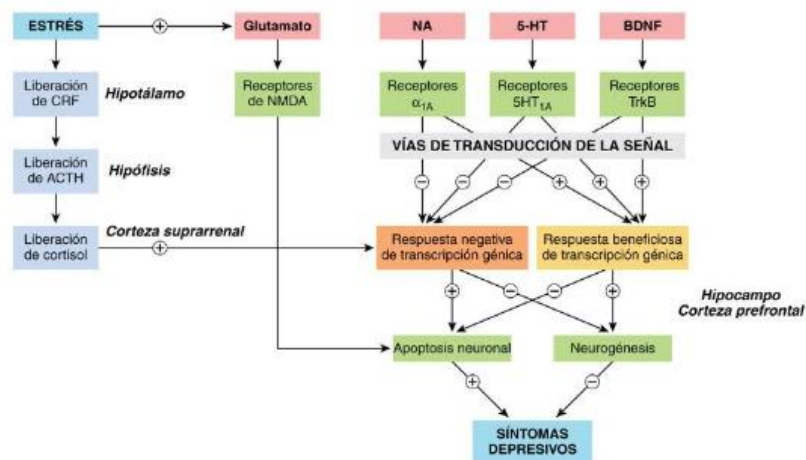 ESTRÉS
+
Glutamato
NA
5-HT
BDNF
Liberación
de CRF
Hipotálamo
Receptores
de NMDA
Receptores
α1A
Receptores
5HT1A
Receptores
TrkB
VÍAS DE TRANSDUCCIÓN DE LA SEÑAL
Liberación
de ACTH
Hipófisis
− − − + + +
Liberación
de cortisol
Corteza suprarrenal
+
Respuesta negativa
de transcripción génica
Respuesta beneficiosa
de transcripción génica
+ − − +
Hipocampo
Corteza prefrontal
Apoptosis neuronal
Neurogénesis
+ −
SÍNTOMAS
DEPRESIVOS